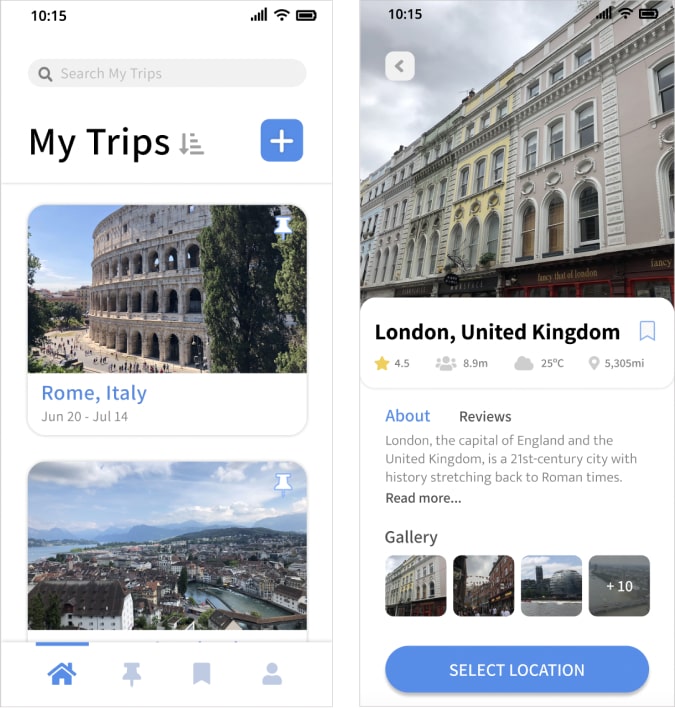 10:15
Search My Trips
My Trips
Rome, Italy
Jun 20 - Jul 14
10:15
fancy that of london
fancy
London, United Kingdom
4.5
8.9m
25°C
5,305mi
About
Reviews
London, the capital of England and the
United Kingdom, is a 21st-century city with
history stretching back to Roman times.
Read more...
Gallery
+ 10
SELECT LOCATION